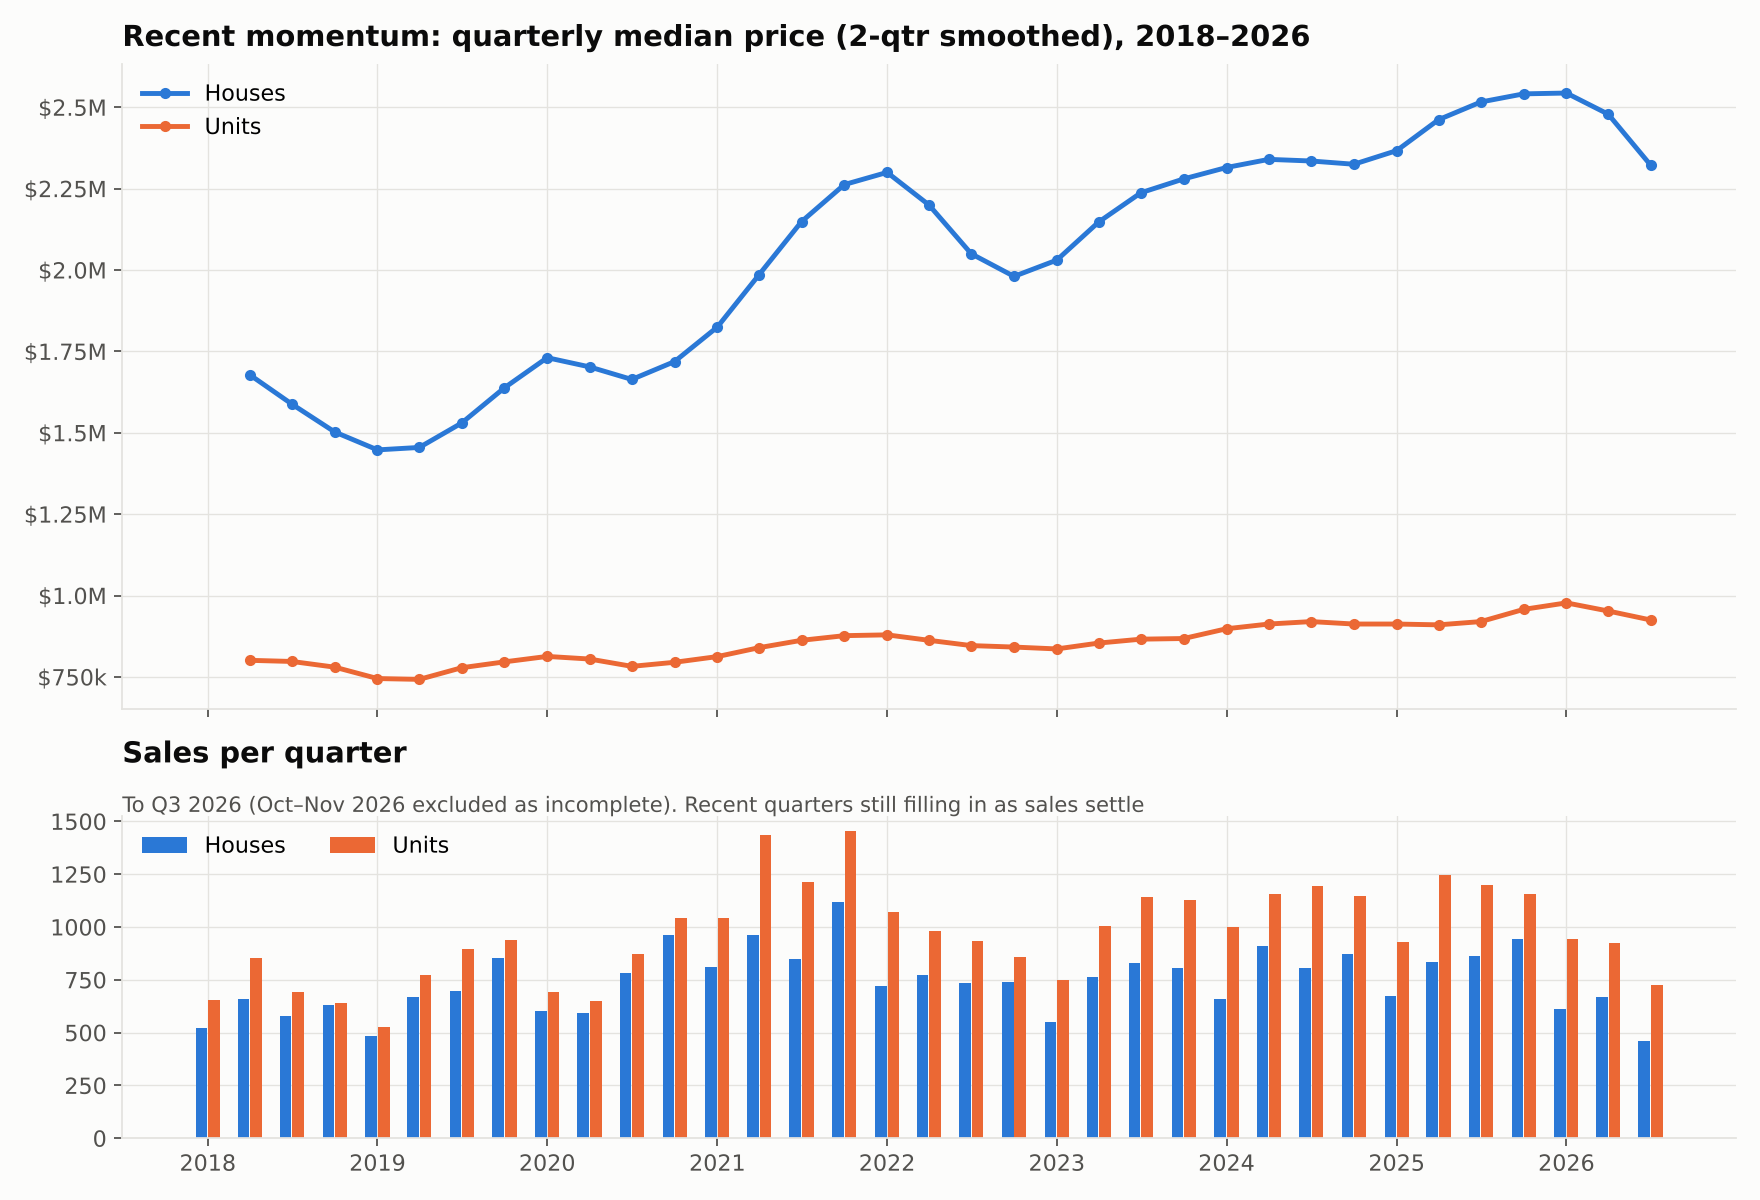 Recent momentum: quarterly median price (2-qtr smoothed), 2018–2026
Houses
Units
$2.5M
$2.25M
$2.0M
$1.75M
$1.5M
$1.25M
$1.0M
$750k
Sales per quarter
To Q3 2026 (Oct–Nov 2026 excluded as incomplete). Recent quarters still filling in as sales settle
Houses Units
1500
1250
1000
750
500
250
0
2018 2019 2020 2021 2022 2023 2024 2025 2026